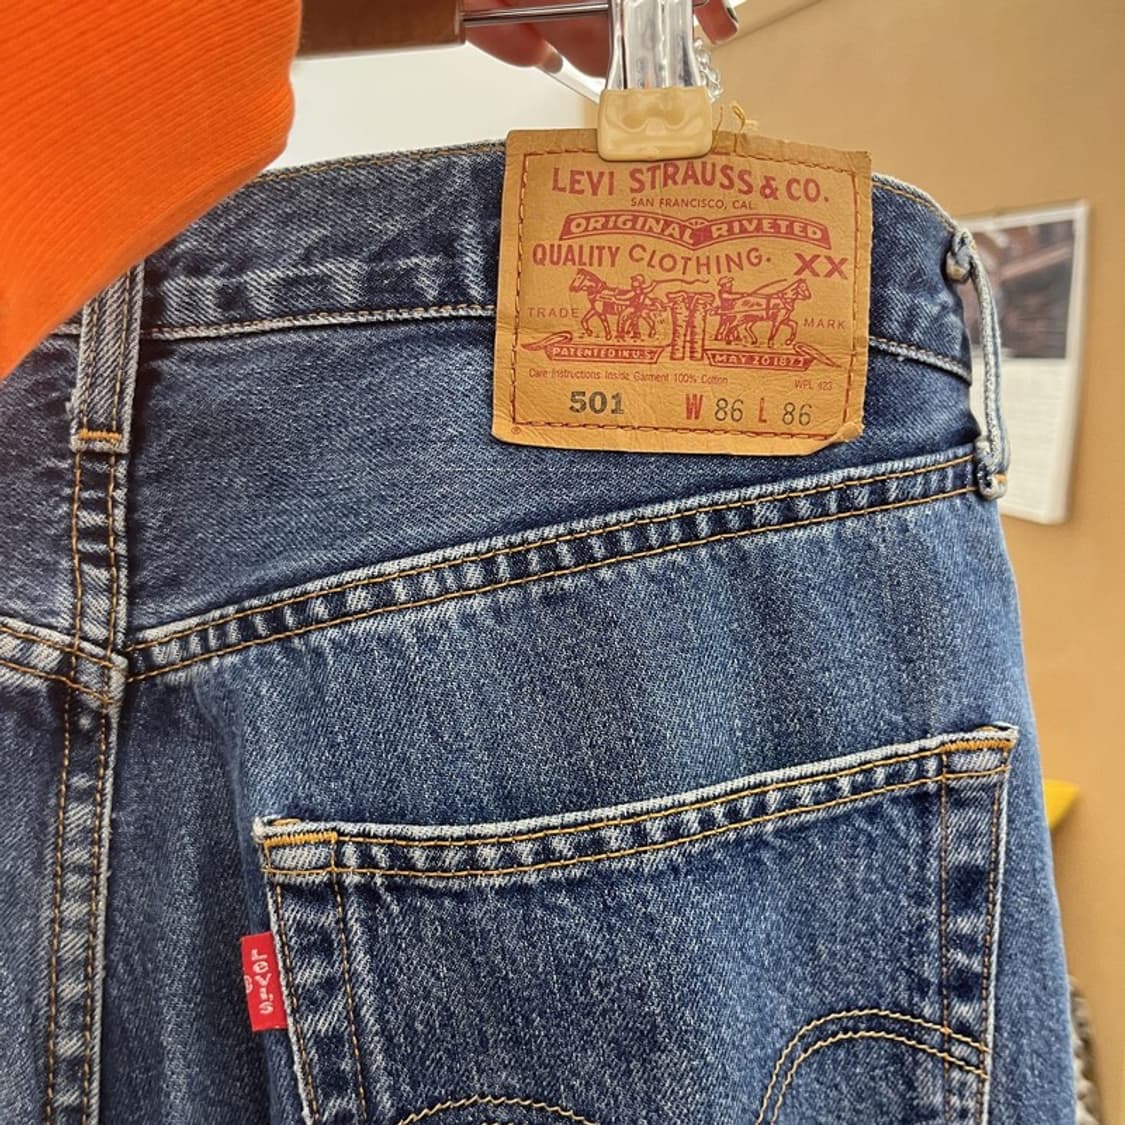 LEVI STRAUSS & CO.
SAN FRANCISCO, CAL.
ORIGINAL RIVETED
QUALITY CLOTHING. XX
TRADE MARK
PATENTED IN U.S. MAY 20 1873
Care Instructions Inside Garment 100% Cotton WPL 423
501 W 86 L 86
®
LEVI'S
®